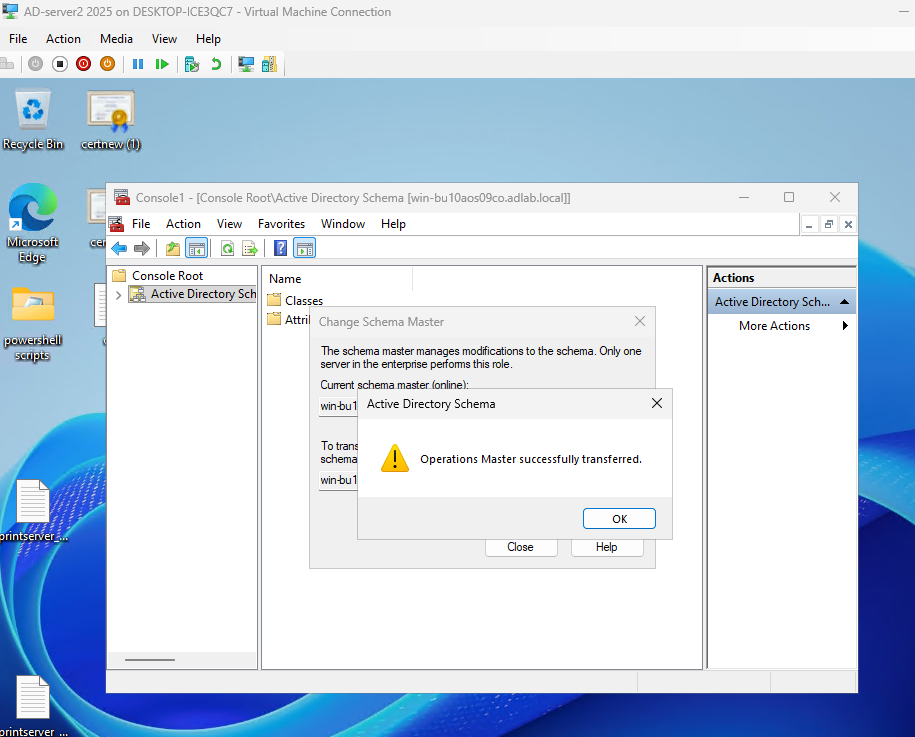 AD-server2 2025 on DESKTOP-ICE3QC7 - Virtual Machine Connection
File Action Media View Help
Recycle Bin
certnew (1)
Microsoft
Edge
powershell
scripts
printserver_...
printserver_...
Console1 - [Console Root\Active Directory Schema [win-bu10aos09co.adlab.local]]
File Action View Favorites Window Help
Console Root
Active Directory Sch
Name
Classes
Attri
Actions
Active Directory Sch...
More Actions
Change Schema Master
The schema master manages modifications to the schema. Only one
server in the enterprise performs this role.
Current schema master (online):
win-bu1
To trans
schema
win-bu1
Close Help
Active Directory Schema
Operations Master successfully transferred.
OK